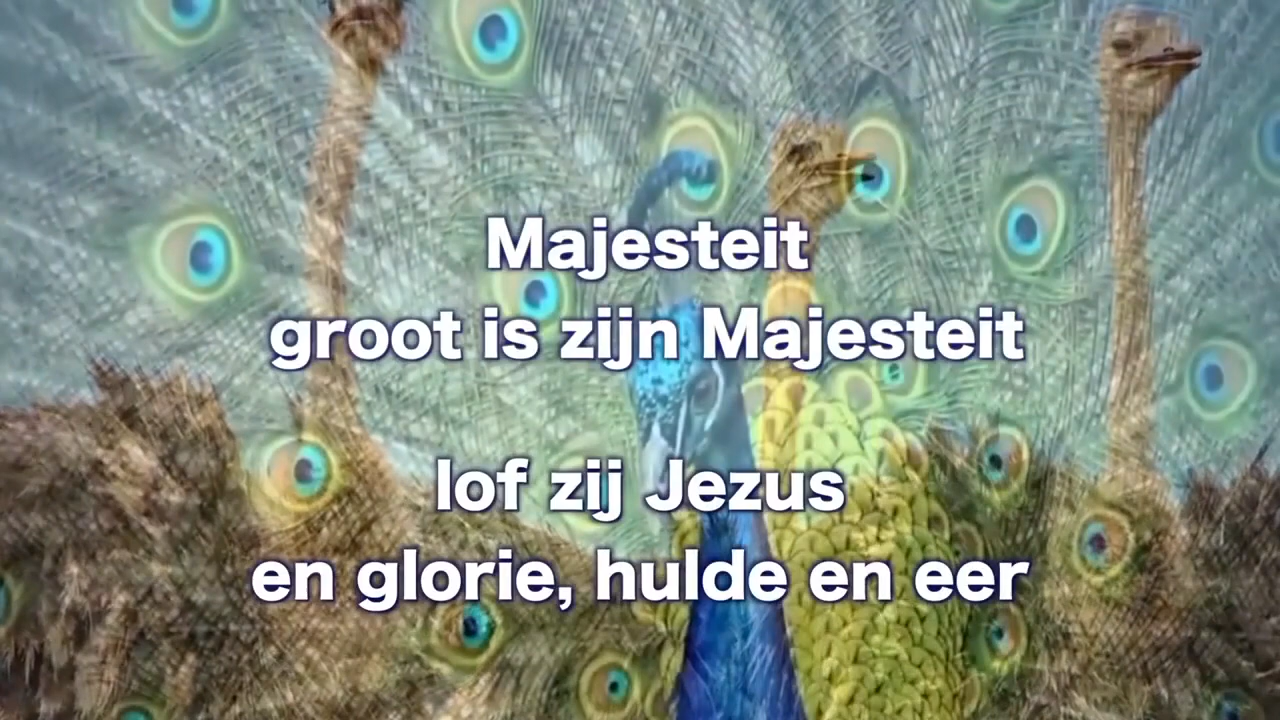 Majesteit
groot is zijn Majesteit
lof zij Jezus
en glorie, hulde en eer